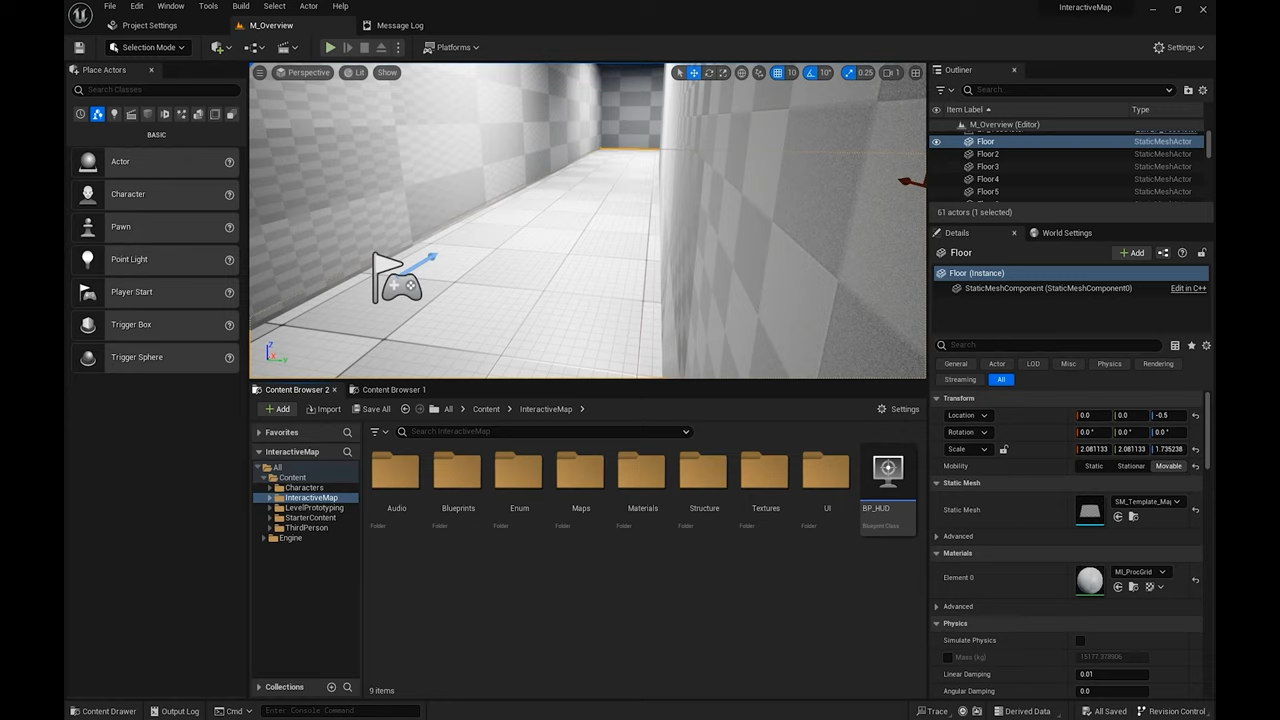 File Edit Window Tools Build Select Actor Help
InteractiveMap
Project Settings
M_Overview
Message Log
Selection Mode
Platforms
Settings
Place Actors
Search Classes
BASIC
Actor
Character
Pawn
Point Light
Player Start
Trigger Box
Trigger Sphere
Perspective
Lit
Show
10
10°
0.25
1
Z
X
Y
Outliner
Search...
Item Label
Type
M_Overview (Editor)
Floor StaticMeshActor
Floor2 StaticMeshActor
Floor3 StaticMeshActor
Floor4 StaticMeshActor
Floor5 StaticMeshActor
61 actors (1 selected)
Details
World Settings
Floor
Add
Floor (Instance)
StaticMeshComponent (StaticMeshComponent0) Edit in C++
Search
General Actor LOD Misc Physics Rendering
Streaming All
Transform
Location 0.0 0.0 -0.5
Rotation 0.0° 0.0° 0.0°
Scale 2.081133 2.081133 1.735238
Mobility Static Stationar Movable
Static Mesh
Static Mesh SM_Template_Map
Advanced
Materials
Element 0 MI_ProcGrid
Advanced
Physics
Simulate Physics
Mass (kg) 15177.378906
Linear Damping 0.01
Angular Damping 0.0
Content Browser 2
Content Browser 1
Add
Import
Save All
All
Content
InteractiveMap
Settings
Favorites
InteractiveMap
All
Content
Characters
InteractiveMap
LevelPrototyping
StarterContent
ThirdPerson
Engine
Collections
Search InteractiveMap
Audio Blueprints Enum Maps Materials Structure Textures UI BP_HUD
Folder Folder Folder Folder Folder Folder Folder Folder Blueprint Class
9 items
Content Drawer
Output Log
Cmd
Enter Console Command
Trace
Derived Data
All Saved
Revision Control